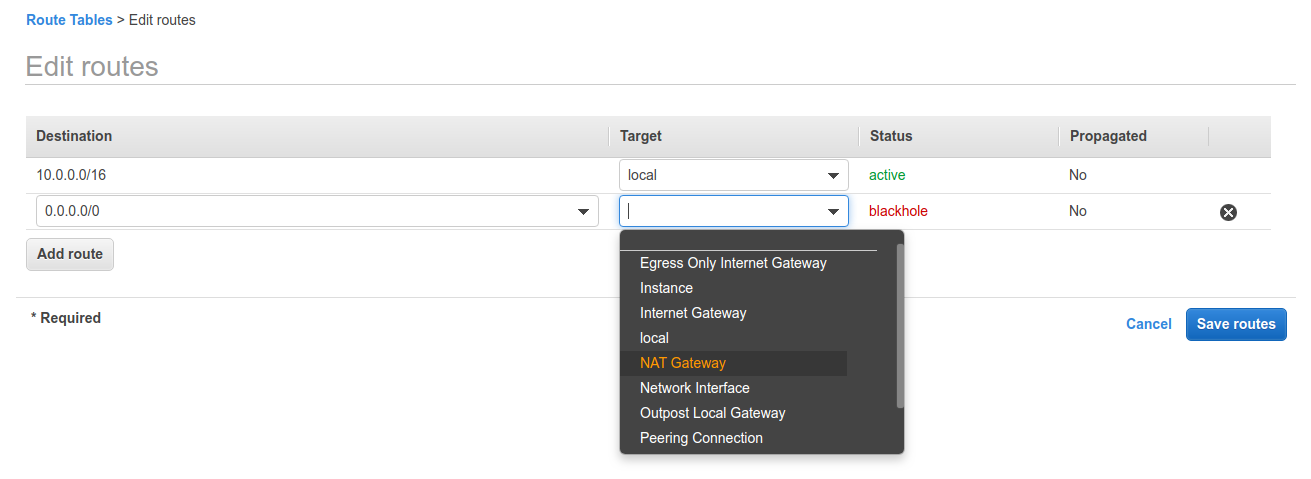 Route Tables > Edit routes
Edit routes
Destination Target Status Propagated
10.0.0.0/16 local active No
0.0.0.0/0 blackhole No
Add route
Egress Only Internet Gateway
Instance
Internet Gateway
local
NAT Gateway
Network Interface
Outpost Local Gateway
Peering Connection
* Required
Cancel Save routes